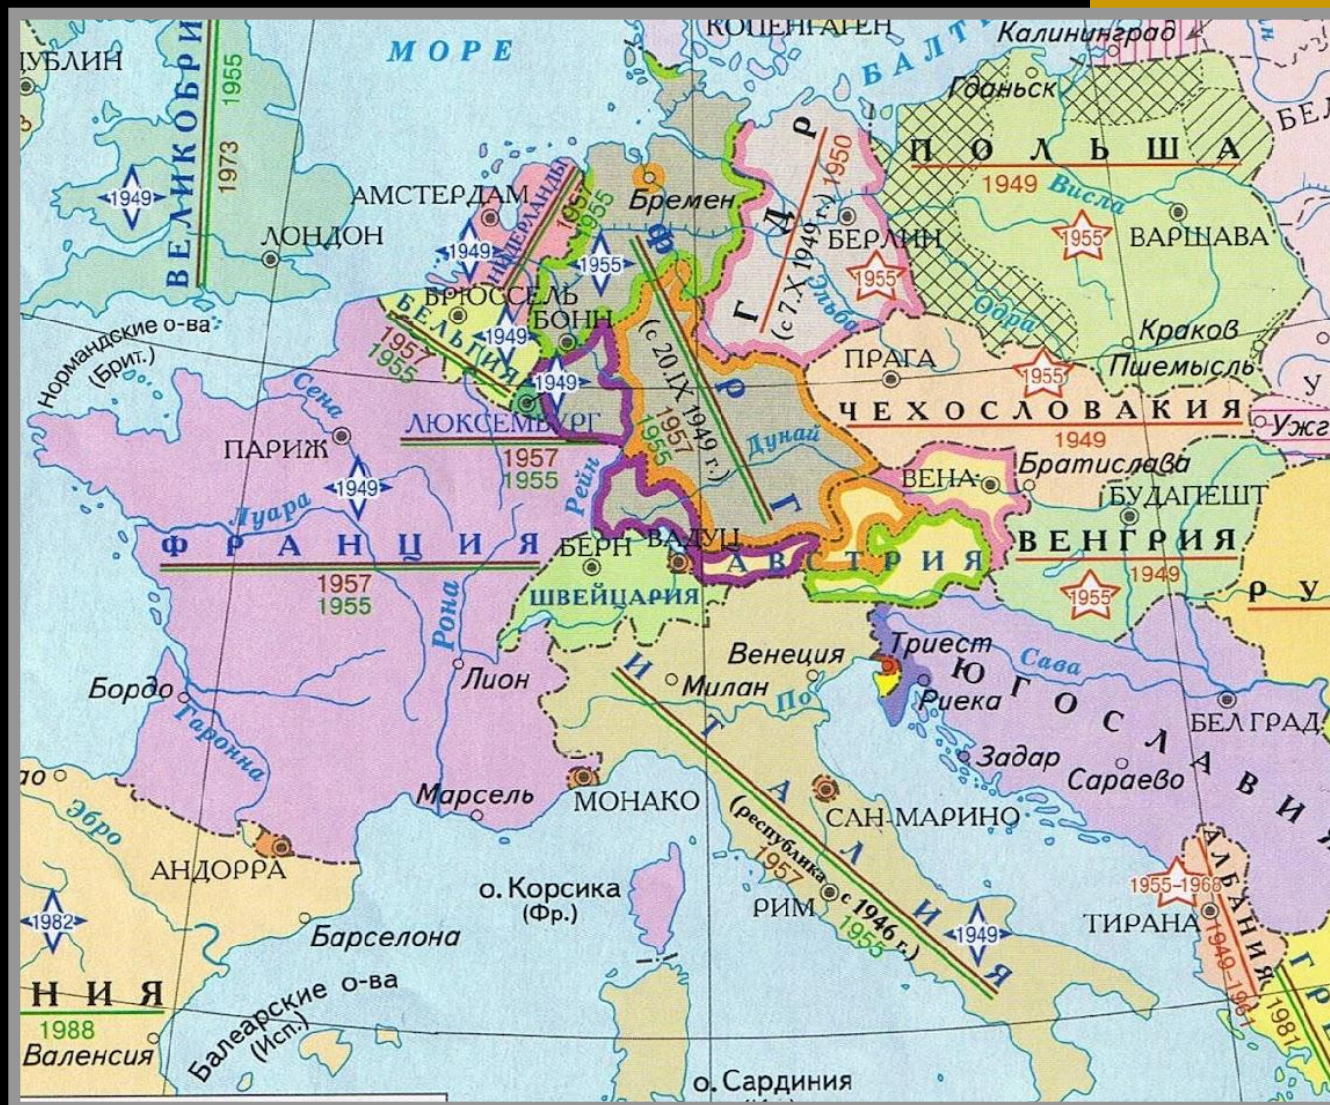 КОПЕНГАГЕН
Калининград
МОРЕ
БАЛТ
УБЛИН
Гданьск
БЕЛ
ВЕЛИКОБРИ
1955
1973
1949
ЛОНДОН
АМСТЕРДАМ
НИДЕРЛАНДЫ
1957
1955
1949
Бремен
ГДР
(с 7.X 1949 г.)
1950
БЕРЛИН
1955
Эльба
ПОЛЬША
1949
Висла
1955
ВАРШАВА
Одра
Краков
Пшемысль
БРЮССЕЛЬ
БЕЛЬГИЯ
1957
1955
1949
БОНН
1955
ФРГ
(с 20.IX 1949 г.)
1957
1955
Дунай
1949
Нормандские о-ва
(Брит.)
Сена
ПАРИЖ
ЛЮКСЕМБУРГ
1957
1955
Рейн
1949
Луара
ФРАНЦИЯ
1957
1955
ПРАГА
1955
ЧЕХОСЛОВАКИЯ
1949
У
Ужг
ВЕНА
Братислава
БУДАПЕШТ
ВЕНГРИЯ
1949
1955
РУ
БЕРН
ВАДУЦ
АВСТРИЯ
ШВЕЙЦАРИЯ
Рона
Лион
Бордо
Гаронна
Марсель
Венеция
Милан
По
Триест
Риека
Сава
ЮГОСЛАВИЯ
БЕЛГРАД
Задар
Сараево
ИТАЛИЯ
(республика с 1946 г.)
1957
1955
1949
МОНАКО
САН-МАРИНО
РИМ
ао
Эбро
АНДОРРА
о. Корсика
(Фр.)
1982
Барселона
НИЯ
1988
Валенсия
Балеарские о-ва
(Исп.)
о. Сардиния
АЛБАНИЯ
1955–1968
ТИРАНА
1949–1961
ГР
1981